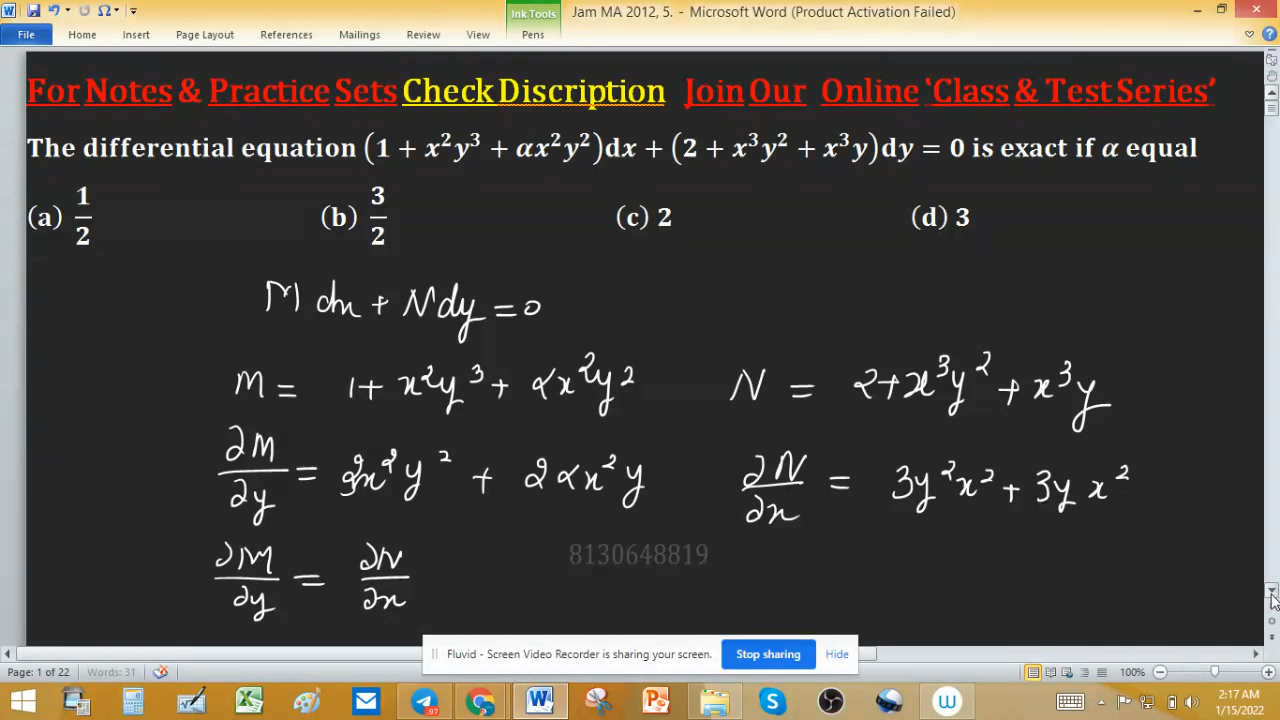 Ink Tools
Jam MA 2012, 5. - Microsoft Word (Product Activation Failed)
File Home Insert Page Layout References Mailings Review View Pens
For Notes & Practice Sets Check Discription Join Our Online ‘Class & Test Series’
The differential equation (1 + x²y³ + αx²y²)dx + (2 + x³y² + x³y)dy = 0 is exact if α equal
(a) 1/2 (b) 3/2 (c) 2 (d) 3
M dx + N dy = 0
M = 1 + x²y³ + αx²y² N = 2 + x³y² + x³y
∂M/∂y = 3x²y² + 2αx²y ∂N/∂x = 3y²x² + 3yx²
8130648819
∂M/∂y = ∂N/∂x
Fluvid - Screen Video Recorder is sharing your screen. Stop sharing Hide
Page: 1 of 22 Words: 31 100%
97
2:17 AM
1/15/2022